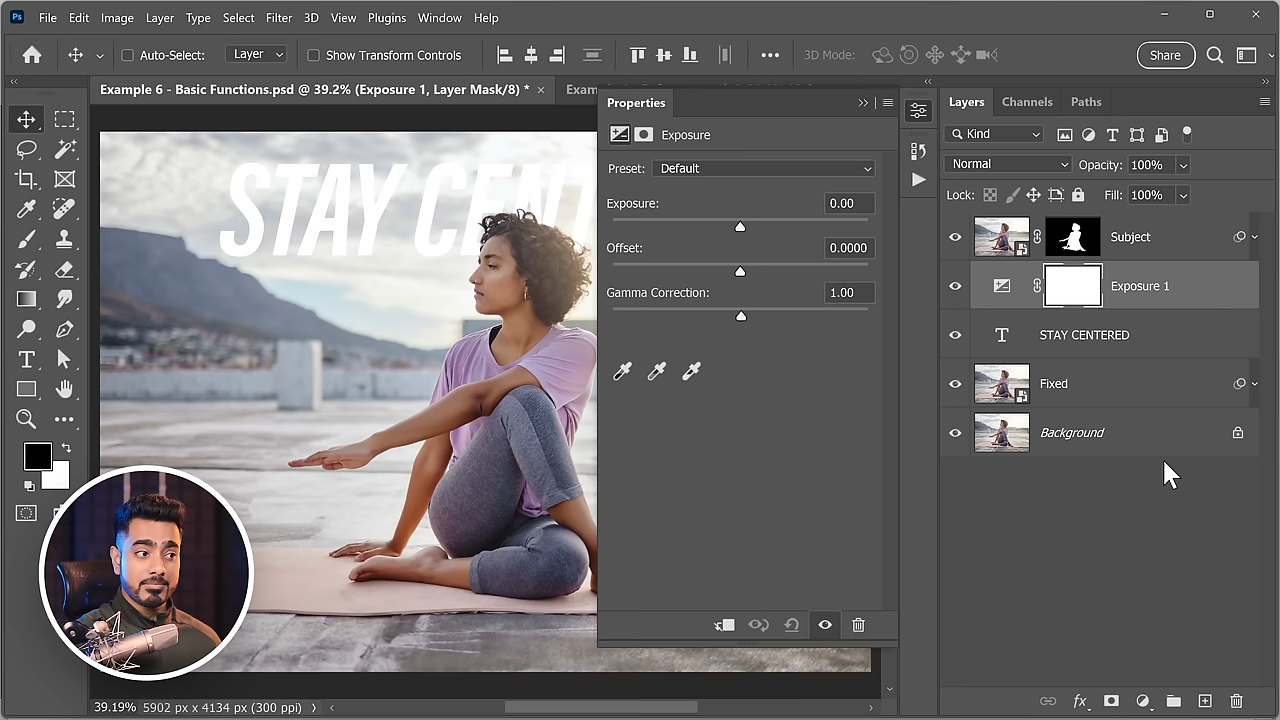 Ps File Edit Image Layer Type Select Filter 3D View Plugins Window Help
Auto-Select: Layer Show Transform Controls 3D Mode: Share
Example 6 - Basic Functions.psd @ 39.2% (Exposure 1, Layer Mask/8) * ×
STAY CENT
Properties
Exposure
Preset: Default
Exposure: 0.00
Offset: 0.0000
Gamma Correction: 1.00
Layers Channels Paths
Kind
Normal Opacity: 100%
Lock: Fill: 100%
Subject
Exposure 1
T STAY CENTERED
Fixed
Background
39.19% 5902 px x 4134 px (300 ppi)
fx